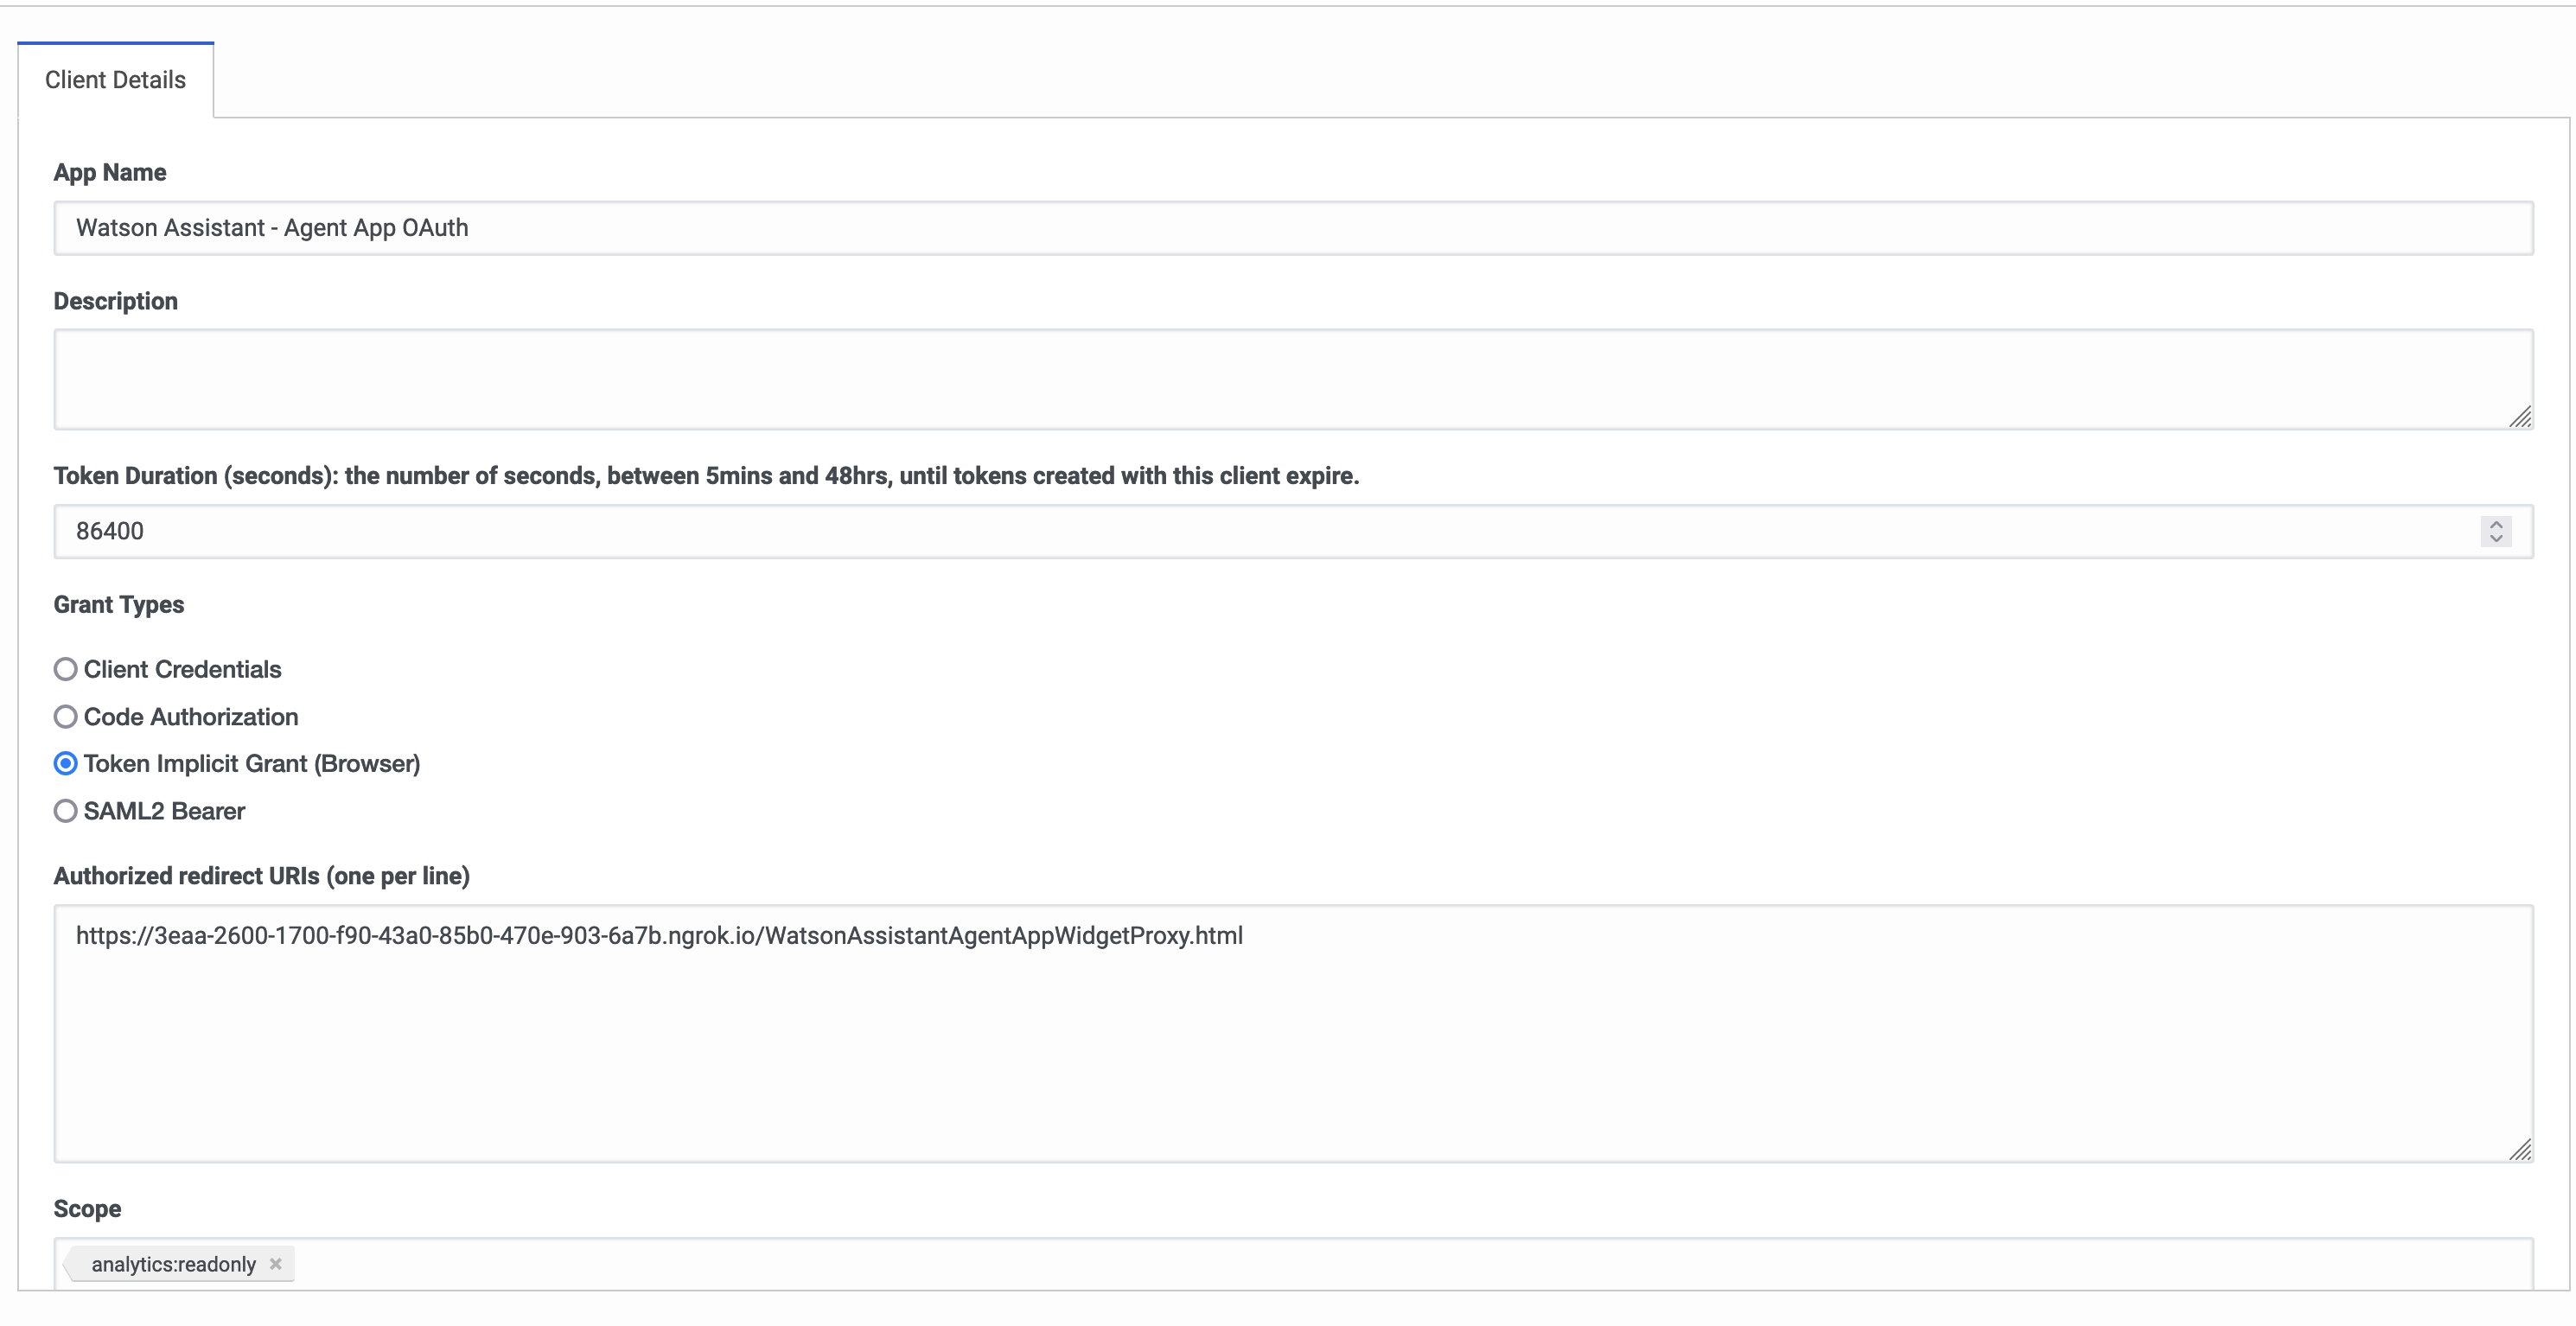 Client Details
App Name
Watson Assistant - Agent App OAuth
Description
Token Duration (seconds): the number of seconds, between 5mins and 48hrs, until tokens created with this client expire.
86400
Grant Types
Client Credentials
Code Authorization
Token Implicit Grant (Browser)
SAML2 Bearer
Authorized redirect URIs (one per line)
https://3eaa-2600-1700-f90-43a0-85b0-470e-903-6a7b.ngrok.io/WatsonAssistantAgentAppWidgetProxy.html
Scope
analytics:readonly ×